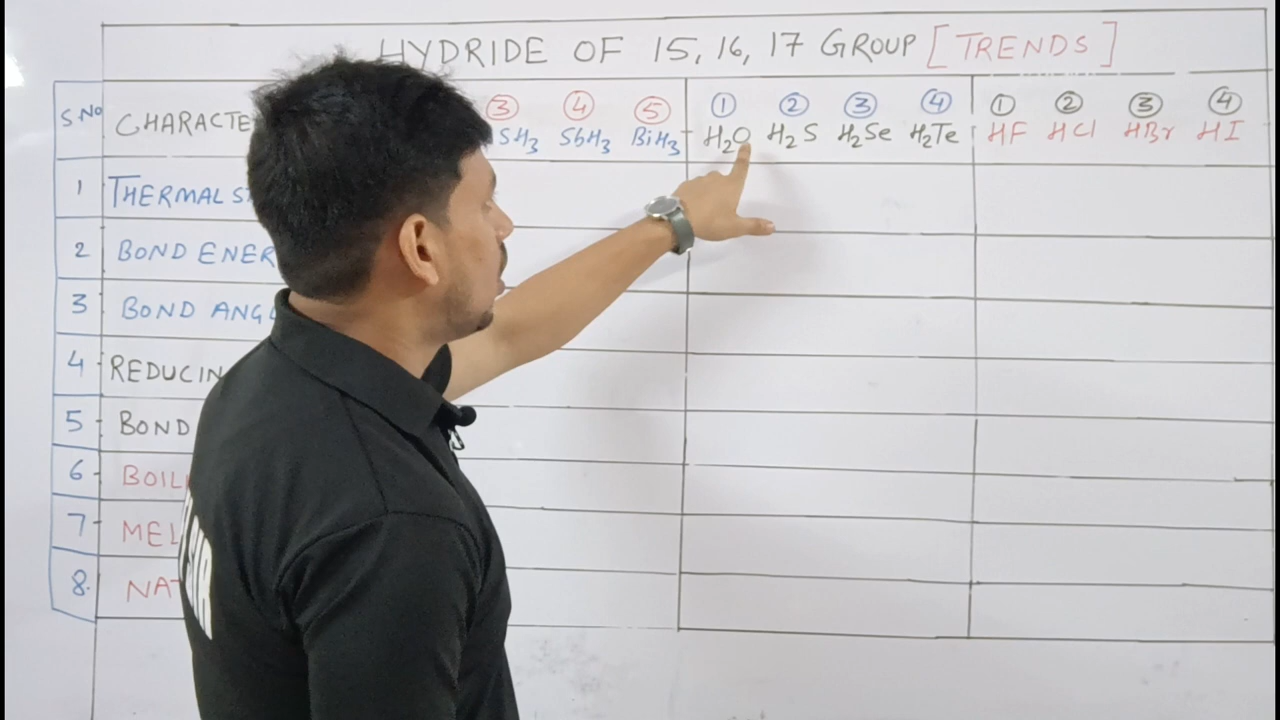 HYDRIDE OF 15, 16, 17 GROUP [TRENDS]
S NO CHARACTE ③ SH3 ④ SbH3 ⑤ BiH3 ① H2O ② H2S ③ H2Se ④ H2Te ① HF ② HCl ③ HBr ④ HI
1 THERMAL S
2 BOND ENER
3 BOND ANG
4 REDUCIN
5 BOND
6 BOIL
7 MEL
8. NA